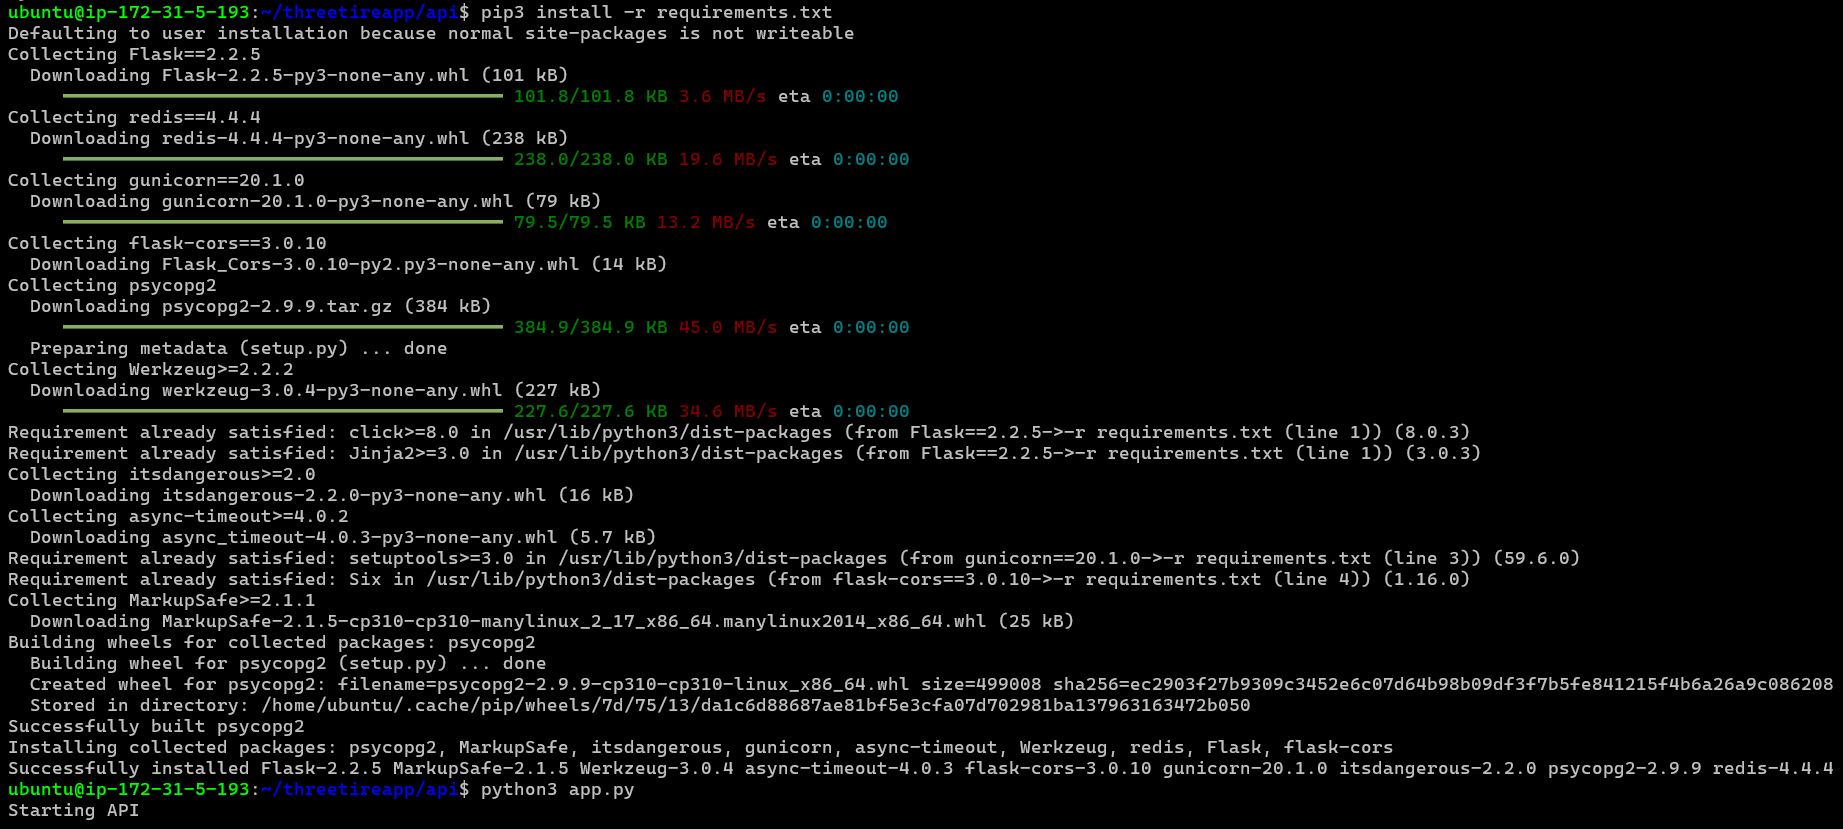 ubuntu@ip-172-31-5-193:~/threetireapp/api$ pip3 install -r requirements.txt
Defaulting to user installation because normal site-packages is not writeable
Collecting Flask==2.2.5
  Downloading Flask-2.2.5-py3-none-any.whl (101 kB)
101.8/101.8 KB 3.6 MB/s eta 0:00:00
Collecting redis==4.4.4
  Downloading redis-4.4.4-py3-none-any.whl (238 kB)
238.0/238.0 KB 19.6 MB/s eta 0:00:00
Collecting gunicorn==20.1.0
  Downloading gunicorn-20.1.0-py3-none-any.whl (79 kB)
79.5/79.5 KB 13.2 MB/s eta 0:00:00
Collecting flask-cors==3.0.10
  Downloading Flask_Cors-3.0.10-py2.py3-none-any.whl (14 kB)
Collecting psycopg2
  Downloading psycopg2-2.9.9.tar.gz (384 kB)
384.9/384.9 KB 45.0 MB/s eta 0:00:00
  Preparing metadata (setup.py) ... done
Collecting Werkzeug>=2.2.2
  Downloading werkzeug-3.0.4-py3-none-any.whl (227 kB)
227.6/227.6 KB 34.6 MB/s eta 0:00:00
Requirement already satisfied: click>=8.0 in /usr/lib/python3/dist-packages (from Flask==2.2.5->-r requirements.txt (line 1)) (8.0.3)
Requirement already satisfied: Jinja2>=3.0 in /usr/lib/python3/dist-packages (from Flask==2.2.5->-r requirements.txt (line 1)) (3.0.3)
Collecting itsdangerous>=2.0
  Downloading itsdangerous-2.2.0-py3-none-any.whl (16 kB)
Collecting async-timeout>=4.0.2
  Downloading async_timeout-4.0.3-py3-none-any.whl (5.7 kB)
Requirement already satisfied: setuptools>=3.0 in /usr/lib/python3/dist-packages (from gunicorn==20.1.0->-r requirements.txt (line 3)) (59.6.0)
Requirement already satisfied: Six in /usr/lib/python3/dist-packages (from flask-cors==3.0.10->-r requirements.txt (line 4)) (1.16.0)
Collecting MarkupSafe>=2.1.1
  Downloading MarkupSafe-2.1.5-cp310-cp310-manylinux_2_17_x86_64.manylinux2014_x86_64.whl (25 kB)
Building wheels for collected packages: psycopg2
  Building wheel for psycopg2 (setup.py) ... done
  Created wheel for psycopg2: filename=psycopg2-2.9.9-cp310-cp310-linux_x86_64.whl size=499008 sha256=ec2903f27b9309c3452e6c07d64b98b09df3f7b5fe841215f4b6a26a9c086208
  Stored in directory: /home/ubuntu/.cache/pip/wheels/7d/75/13/da1c6d88687ae81bf5e3cfa07d702981ba137963163472b050
Successfully built psycopg2
Installing collected packages: psycopg2, MarkupSafe, itsdangerous, gunicorn, async-timeout, Werkzeug, redis, Flask, flask-cors
Successfully installed Flask-2.2.5 MarkupSafe-2.1.5 Werkzeug-3.0.4 async-timeout-4.0.3 flask-cors-3.0.10 gunicorn-20.1.0 itsdangerous-2.2.0 psycopg2-2.9.9 redis-4.4.4
ubuntu@ip-172-31-5-193:~/threetireapp/api$ python3 app.py
Starting API